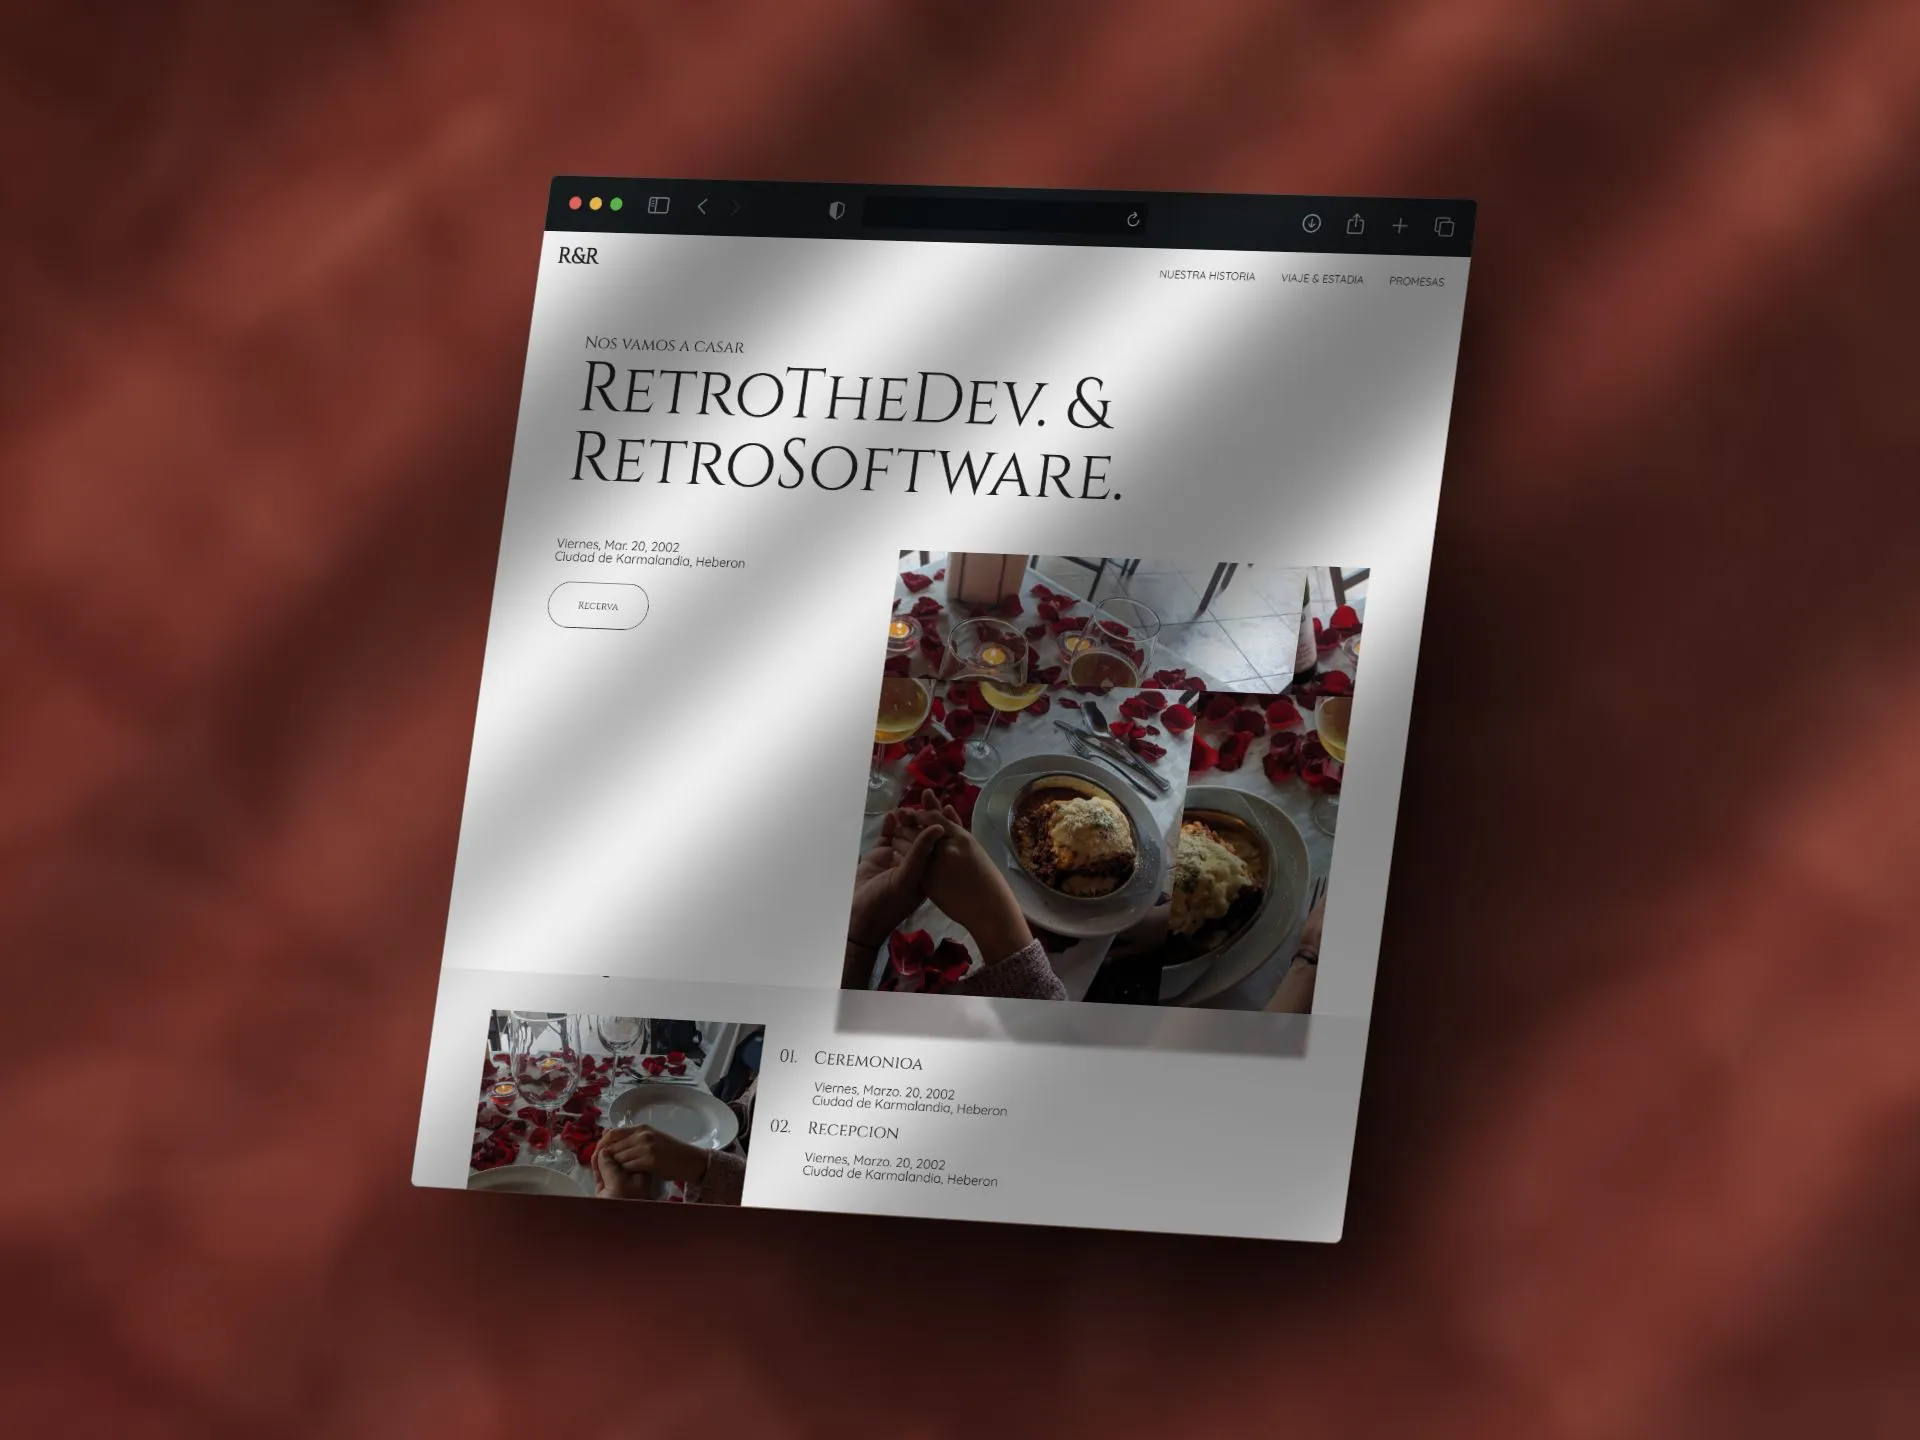 R&R
NUESTRA HISTORIA VIAJE & ESTADIA PROMESAS
NOS VAMOS A CASAR
RETROTHEDEV. &
RETROSOFTWARE.
Viernes, Mar. 20, 2002
Ciudad de Karmalandia, Heberon
RECERVA
01. CEREMONIOA
Viernes, Marzo. 20, 2002
Ciudad de Karmalandia, Heberon
02. RECEPCION
Viernes, Marzo. 20, 2002
Ciudad de Karmalandia, Heberon